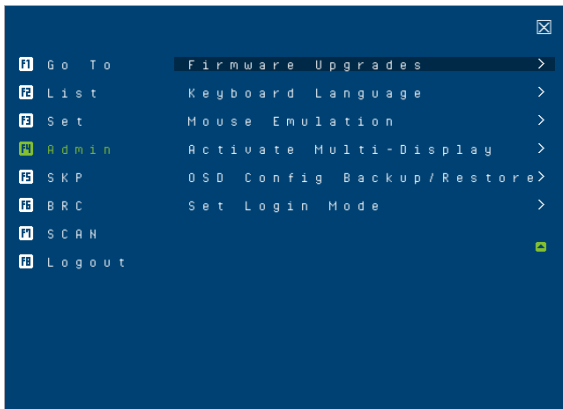 F1 Go To Firmware Upgrades >
F2 List Keyboard Language >
F3 Set Mouse Emulation >
F4 Admin Activate Multi-Display >
F5 SKP OSD Config Backup/Restore>
F6 BRC Set Login Mode >
F7 SCAN
F8 Logout